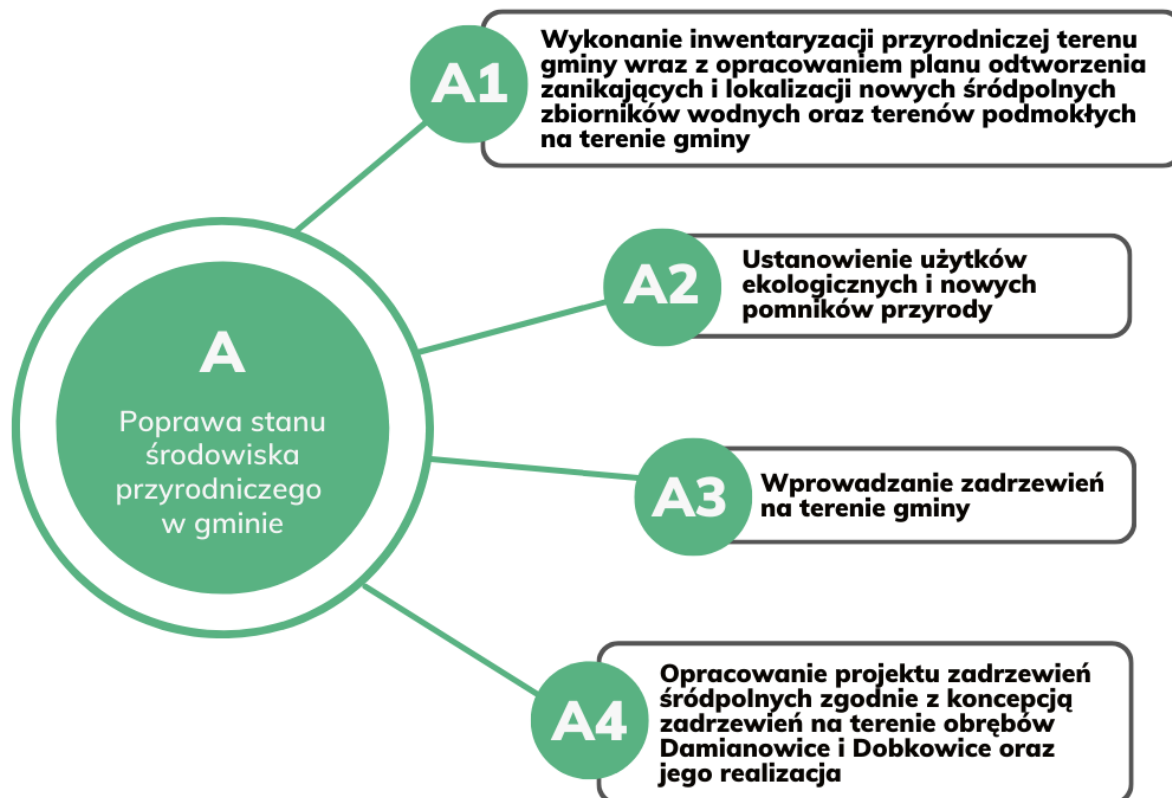 A1
Wykonanie inwentaryzacji przyrodniczej terenu
gminy wraz z opracowaniem planu odtworzenia
zanikających i lokalizacji nowych śródpolnych
zbiorników wodnych oraz terenów podmokłych
na terenie gminy
A2
Ustanowienie użytków
ekologicznych i nowych
pomników przyrody
A
Poprawa stanu
środowiska
przyrodniczego
w gminie
A3
Wprowadzanie zadrzewień
na terenie gminy
A4
Opracowanie projektu zadrzewień
śródpolnych zgodnie z koncepcją
zadrzewień na terenie obrębów
Damianowice i Dobkowice oraz
jego realizacja